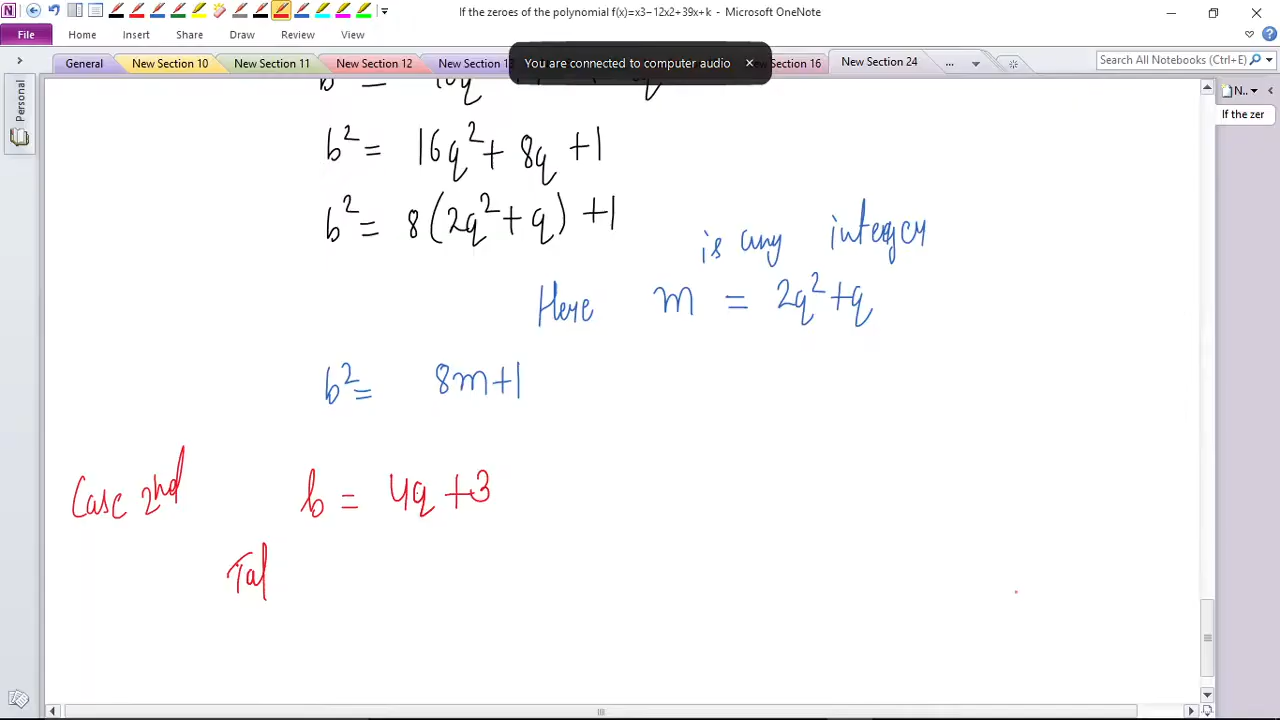 If the zeroes of the polynomial f(x)=x3−12x2+39x+k - Microsoft OneNote
File Home Insert Share Draw Review View
General New Section 10 New Section 11 New Section 12 New Section 16 New Section 24 ... Search All Notebooks (Ctrl+E)
You are connected to computer audio ×
Personal
N..
If the zer
b² = 16q² + 8q + 1
b² = 8(2q² + q) + 1
is any integer
Here m = 2q² + q
b² = 8m + 1
Case 2nd b = 4q + 3
Tal